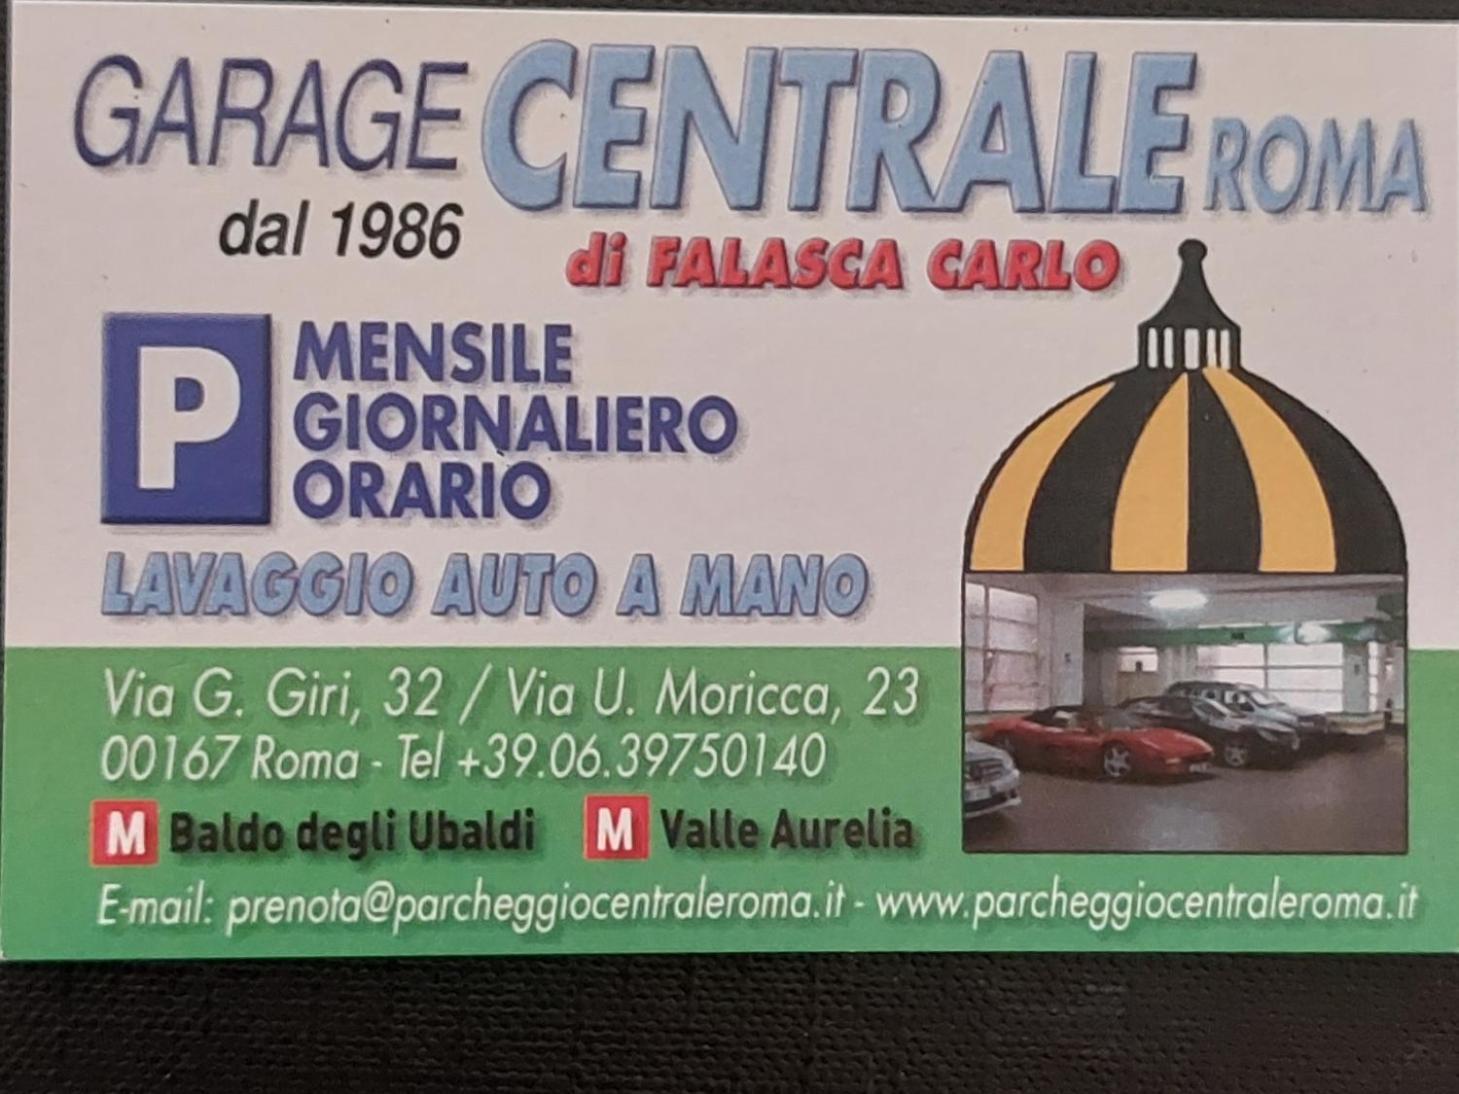 GARAGE CENTRALE ROMA
dal 1986
di FALASCA CARLO
P
MENSILE
GIORNALIERO
ORARIO
LAVAGGIO AUTO A MANO
Via G. Giri, 32 / Via U. Moricca, 23
00167 Roma - Tel +39.06.39750140
M Baldo degli Ubaldi M Valle Aurelia
E-mail: prenota@parcheggiocentraleroma.it - www.parcheggiocentraleroma.it